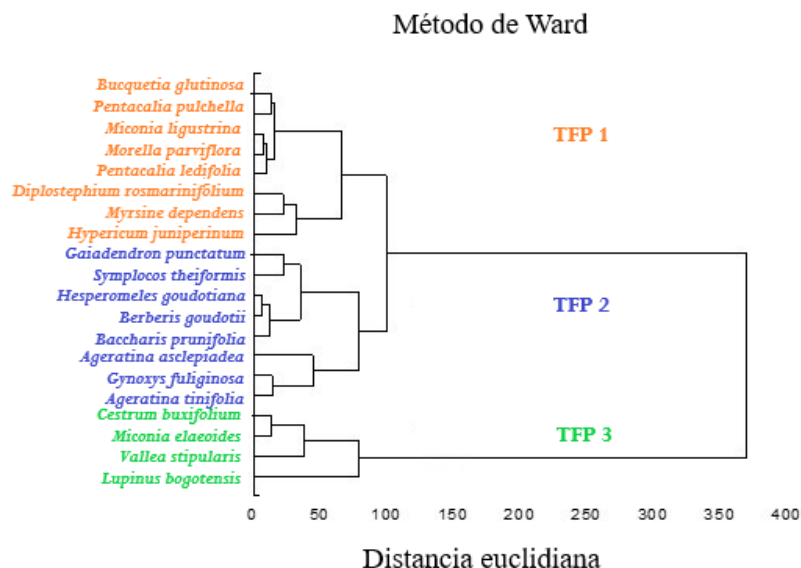 Método de Ward
Bucquetia glutinosa
Pentacalia pulchella
Miconia ligustrina
TFP 1
Morella parviflora
Pentacalia ledifolia
Diplostephium rosmarinifolium
Myrsine dependens
Hypericum juniperinum
Gaiadendron punctatum
Symplocos theiformis
Hesperomeles goudotiana
TFP 2
Berberis goudotii
Baccharis prunifolia
Ageratina asclepiadea
Gynoxys fuliginosa
Ageratina tinifolia
Cestrum buxifolium
Miconia elaeoides
TFP 3
Vallea stipularis
Lupinus bogotensis
0 50 100 150 200 250 300 350 400
Distancia euclidiana